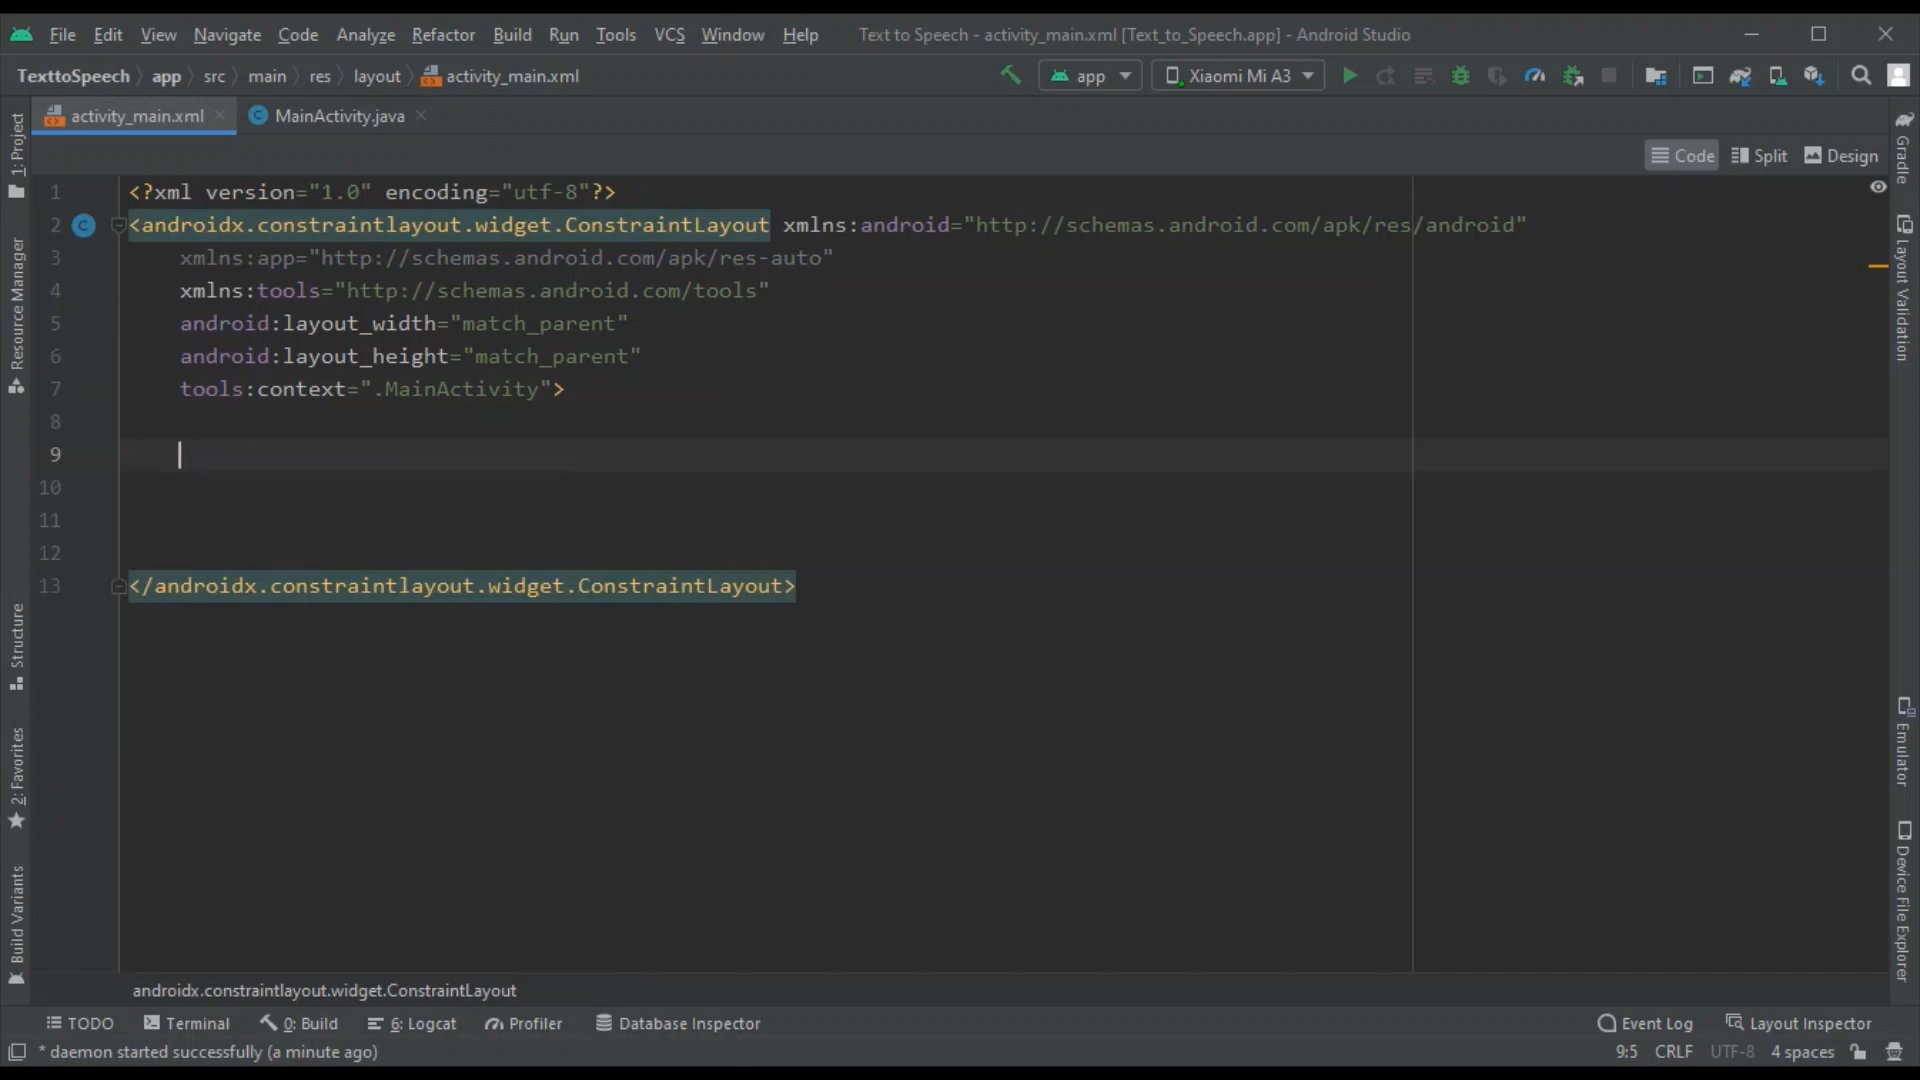 File Edit View Navigate Code Analyze Refactor Build Run Tools VCS Window Help Text to Speech - activity_main.xml [Text_to_Speech.app] - Android Studio
TexttoSpeech app src main res layout activity_main.xml app Xiaomi Mi A3
activity_main.xml MainActivity.java
Code Split Design
1 <?xml version="1.0" encoding="utf-8"?>
2 <androidx.constraintlayout.widget.ConstraintLayout xmlns:android="http://schemas.android.com/apk/res/android"
3 xmlns:app="http://schemas.android.com/apk/res-auto"
4 xmlns:tools="http://schemas.android.com/tools"
5 android:layout_width="match_parent"
6 android:layout_height="match_parent"
7 tools:context=".MainActivity">
8
9
10
11
12
13 </androidx.constraintlayout.widget.ConstraintLayout>
1: Project
Resource Manager
Structure
2: Favorites
Build Variants
Gradle
Layout Validation
Emulator
Device File Explorer
androidx.constraintlayout.widget.ConstraintLayout
TODO Terminal 0: Build 6: Logcat Profiler Database Inspector Event Log Layout Inspector
* daemon started successfully (a minute ago) 9:5 CRLF UTF-8 4 spaces